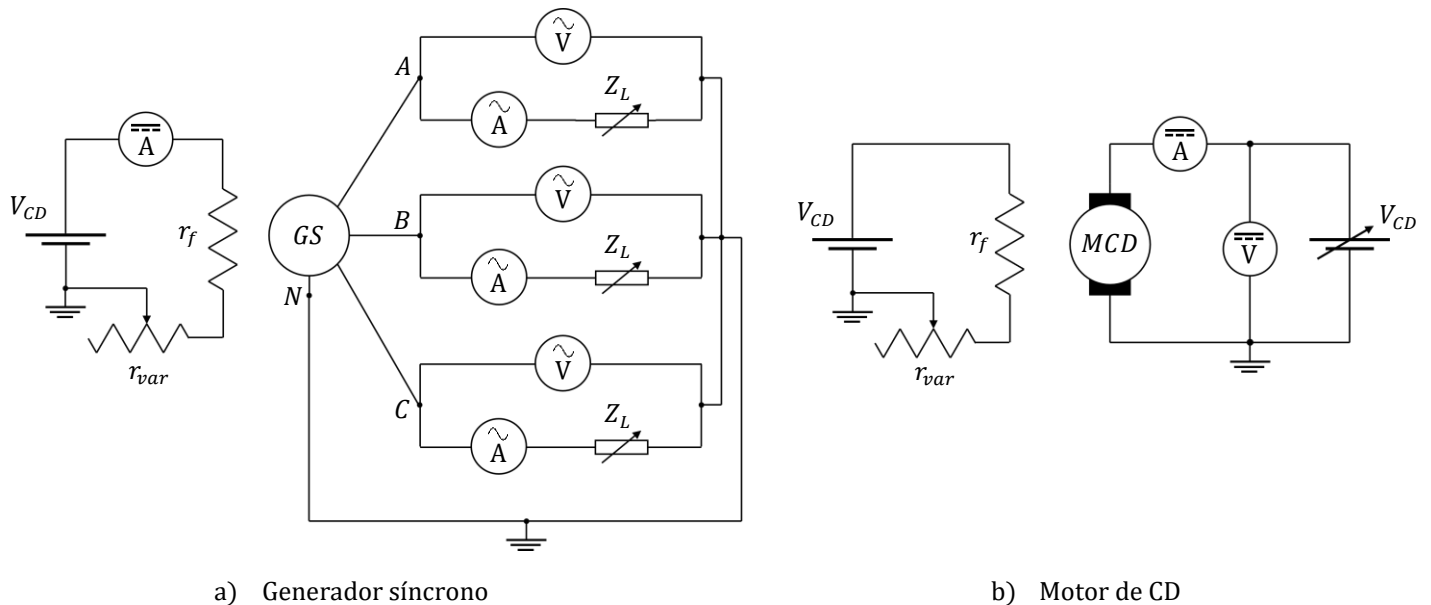 V
A
Z_L
A
A
V_CD
r_f
r_var
GS
N
V
B
Z_L
A
V
C
Z_L
A
V_CD
r_f
r_var
A
MCD
V
V_CD
a) Generador síncrono
b) Motor de CD